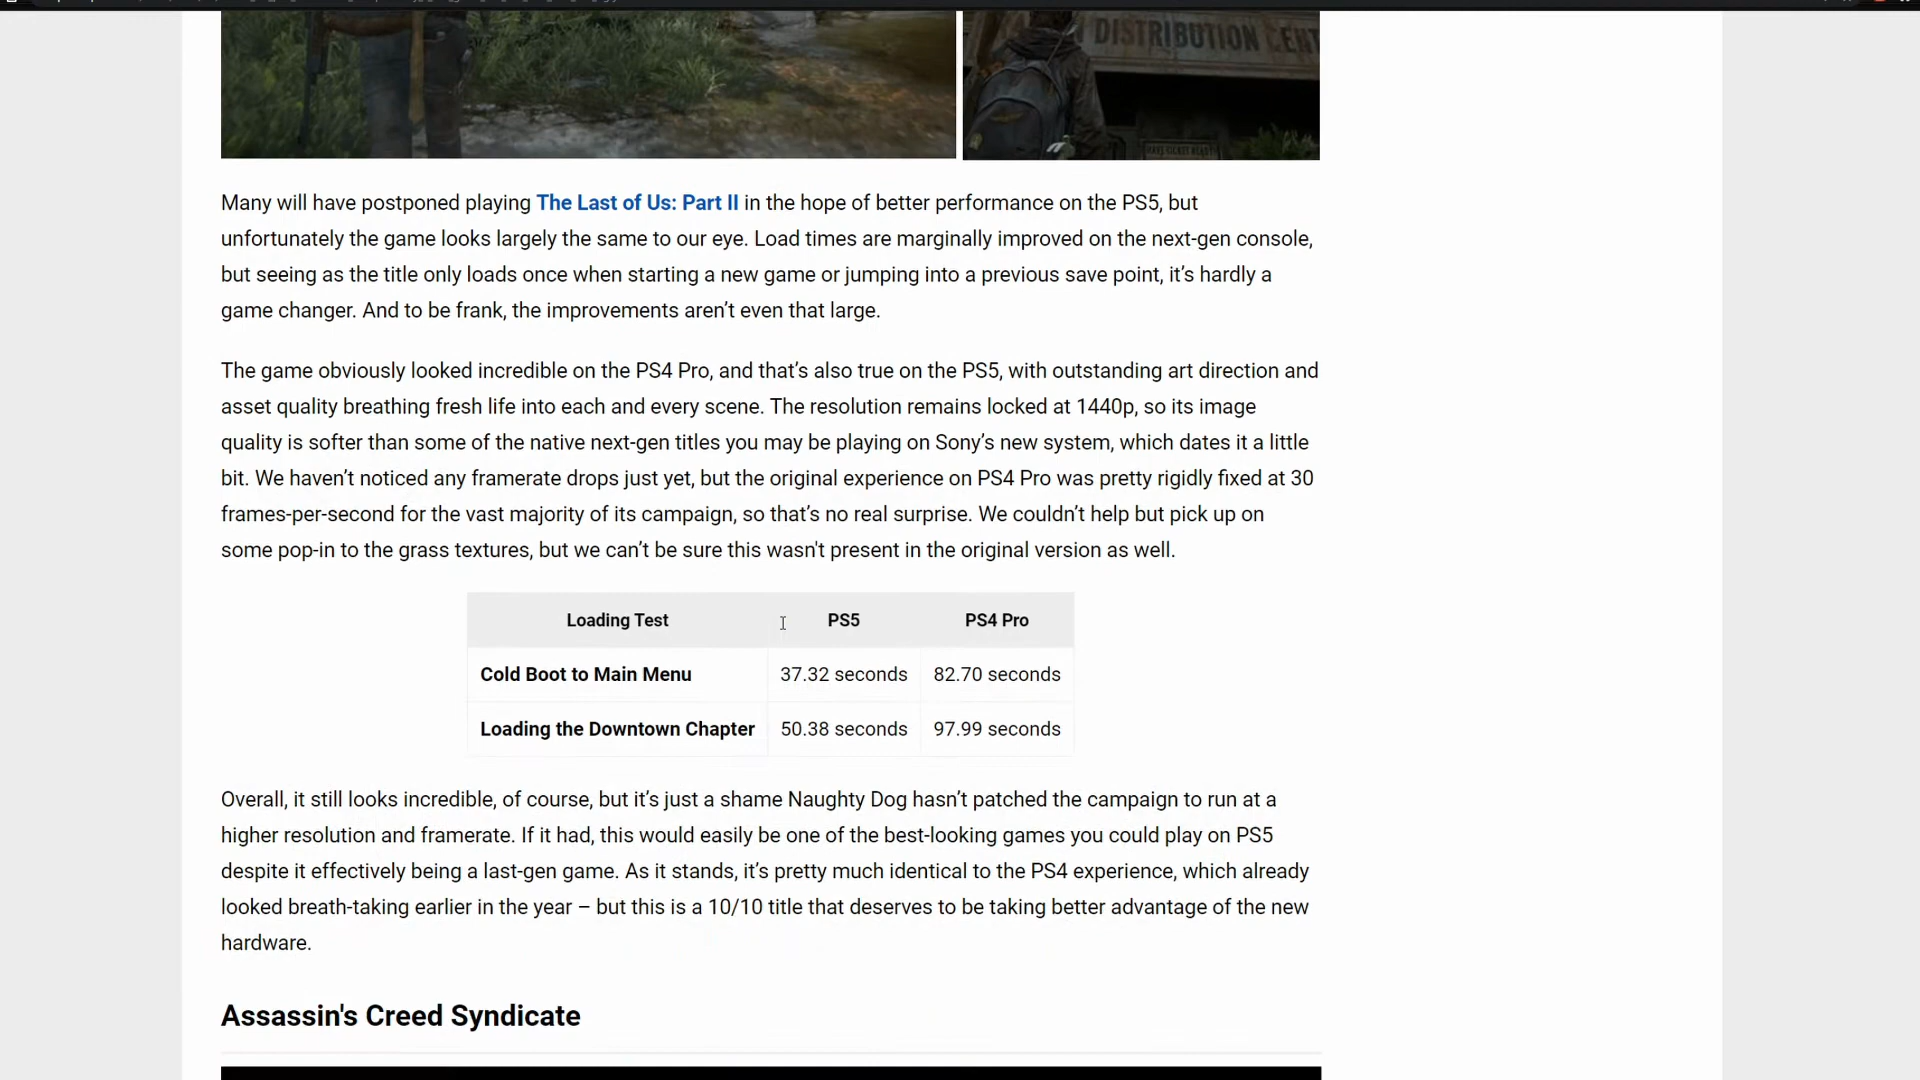 DISTRIBUTION CENT
Many will have postponed playing The Last of Us: Part II in the hope of better performance on the PS5, but
unfortunately the game looks largely the same to our eye. Load times are marginally improved on the next-gen console,
but seeing as the title only loads once when starting a new game or jumping into a previous save point, it’s hardly a
game changer. And to be frank, the improvements aren’t even that large.
The game obviously looked incredible on the PS4 Pro, and that’s also true on the PS5, with outstanding art direction and
asset quality breathing fresh life into each and every scene. The resolution remains locked at 1440p, so its image
quality is softer than some of the native next-gen titles you may be playing on Sony’s new system, which dates it a little
bit. We haven’t noticed any framerate drops just yet, but the original experience on PS4 Pro was pretty rigidly fixed at 30
frames-per-second for the vast majority of its campaign, so that’s no real surprise. We couldn’t help but pick up on
some pop-in to the grass textures, but we can’t be sure this wasn't present in the original version as well.
Loading Test PS5 PS4 Pro
Cold Boot to Main Menu 37.32 seconds 82.70 seconds
Loading the Downtown Chapter 50.38 seconds 97.99 seconds
Overall, it still looks incredible, of course, but it’s just a shame Naughty Dog hasn’t patched the campaign to run at a
higher resolution and framerate. If it had, this would easily be one of the best-looking games you could play on PS5
despite it effectively being a last-gen game. As it stands, it’s pretty much identical to the PS4 experience, which already
looked breath-taking earlier in the year – but this is a 10/10 title that deserves to be taking better advantage of the new
hardware.
Assassin's Creed Syndicate